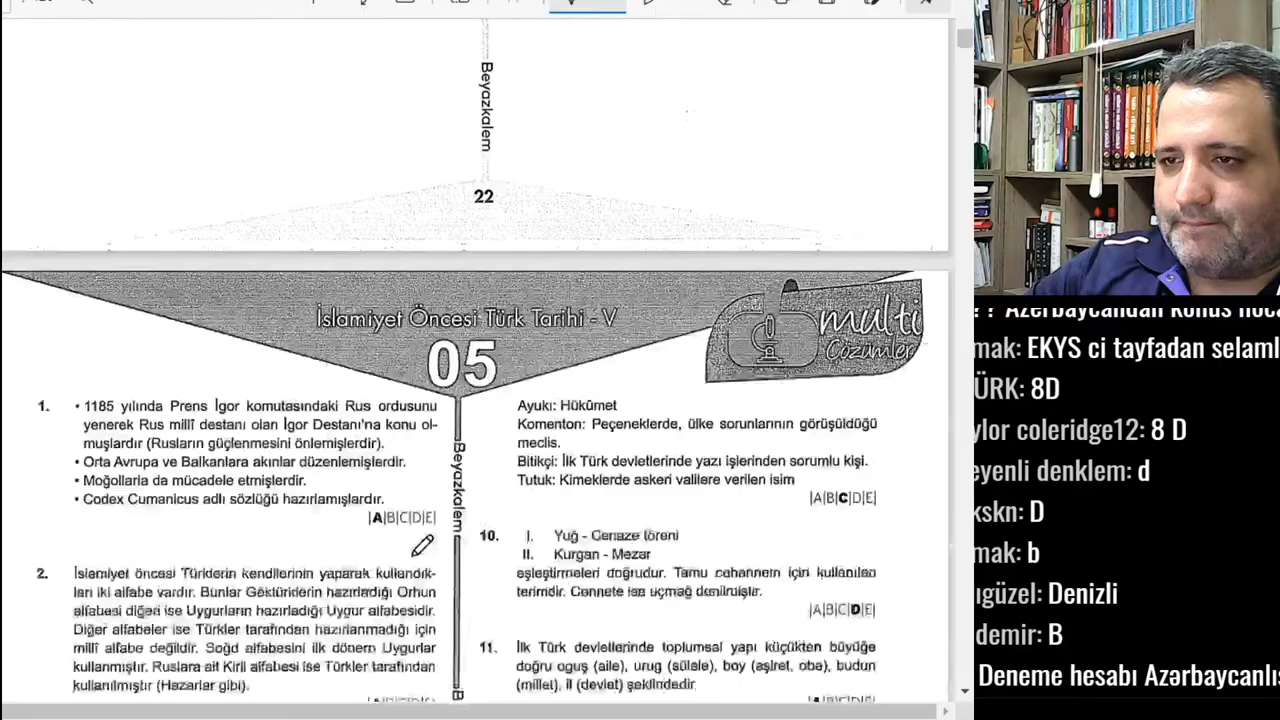 Beyazkalem
22
İslamiyet Öncesi Türk Tarihi - V
05
multi
Çözümler
1. • 1185 yılında Prens İgor komutasındaki Rus ordusunu
yenerek Rus millî destanı olan İgor Destanı'na konu ol-
muşlardır (Rusların güçlenmesini önlemişlerdir).
• Orta Avrupa ve Balkanlara akınlar düzenlemişlerdir.
• Moğollarla da mücadele etmişlerdir.
• Codex Cumanicus adlı sözlüğü hazırlamışlardır.
|A|B|C|D|E|
2. İslamiyet öncesi Türklerin kendilerinin yaparak kullandık-
ları iki alfabe vardır. Bunlar Göktürklerin hazırladığı Orhun
alfabesi diğeri ise Uygurların hazırladığı Uygur alfabesidir.
Diğer alfabeler ise Türkler tarafından hazırlanmadığı için
millî alfabe değildir. Soğd alfabesini ilk dönem Uygurlar
kullanmıştır. Ruslara ait Kiril alfabesi ise Türkler tarafından
kullanılmıştır (Hazarlar gibi).
Beyazkalem
B
Ayukı: Hükûmet
Komenton: Peçeneklerde, ülke sorunlarının görüşüldüğü
meclis.
Bitikçi: İlk Türk devletlerinde yazı işlerinden sorumlu kişi.
Tutuk: Kimeklerde askeri valilere verilen isim
|A|B|C|D|E|
10. I. Yuğ - Cenaze töreni
II. Kurgan - Mezar
eşleştirmeleri doğrudur. Tamu cehennem için kullanılan
terimdir. Cennete ise uçmağ denilmiştir.
|A|B|C|D|E|
11. İlk Türk devletlerinde toplumsal yapı küçükten büyüğe
doğru oguş (aile), urug (sülale), boy (aşiret, oba), budun
(millet), il (devlet) şeklindedir.
mak: EKYS ci tayfadan selaml
ÜRK: 8D
ylor coleridge12: 8 D
eyenli denklem: d
kskn: D
mak: b
ıgüzel: Denizli
demir: B
Deneme hesabı Azərbaycanlıs